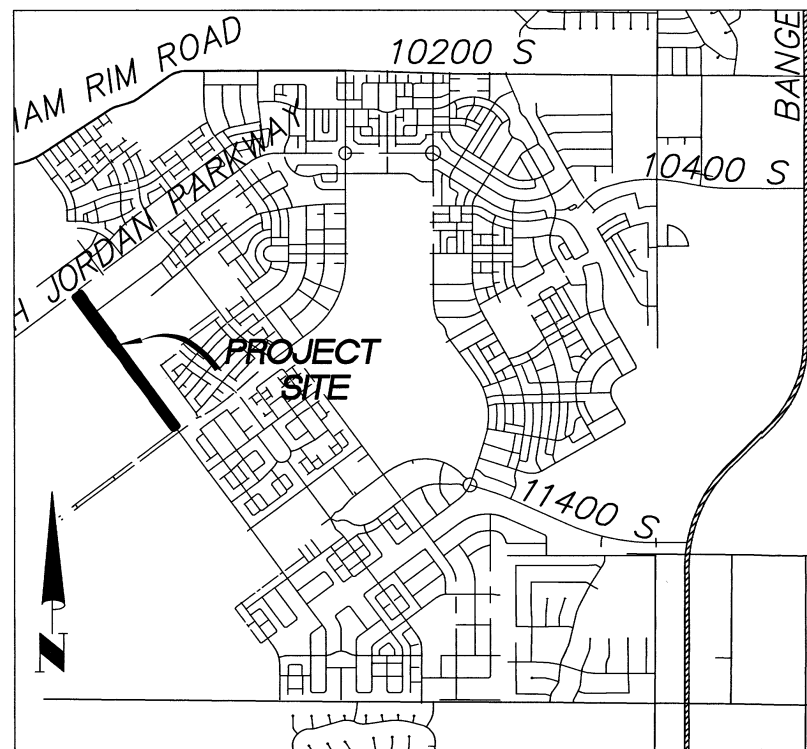 IAM RIM ROAD
10200 S
BANGE
H JORDAN PARKWAY
10400 S
PROJECT
SITE
11400 S
N